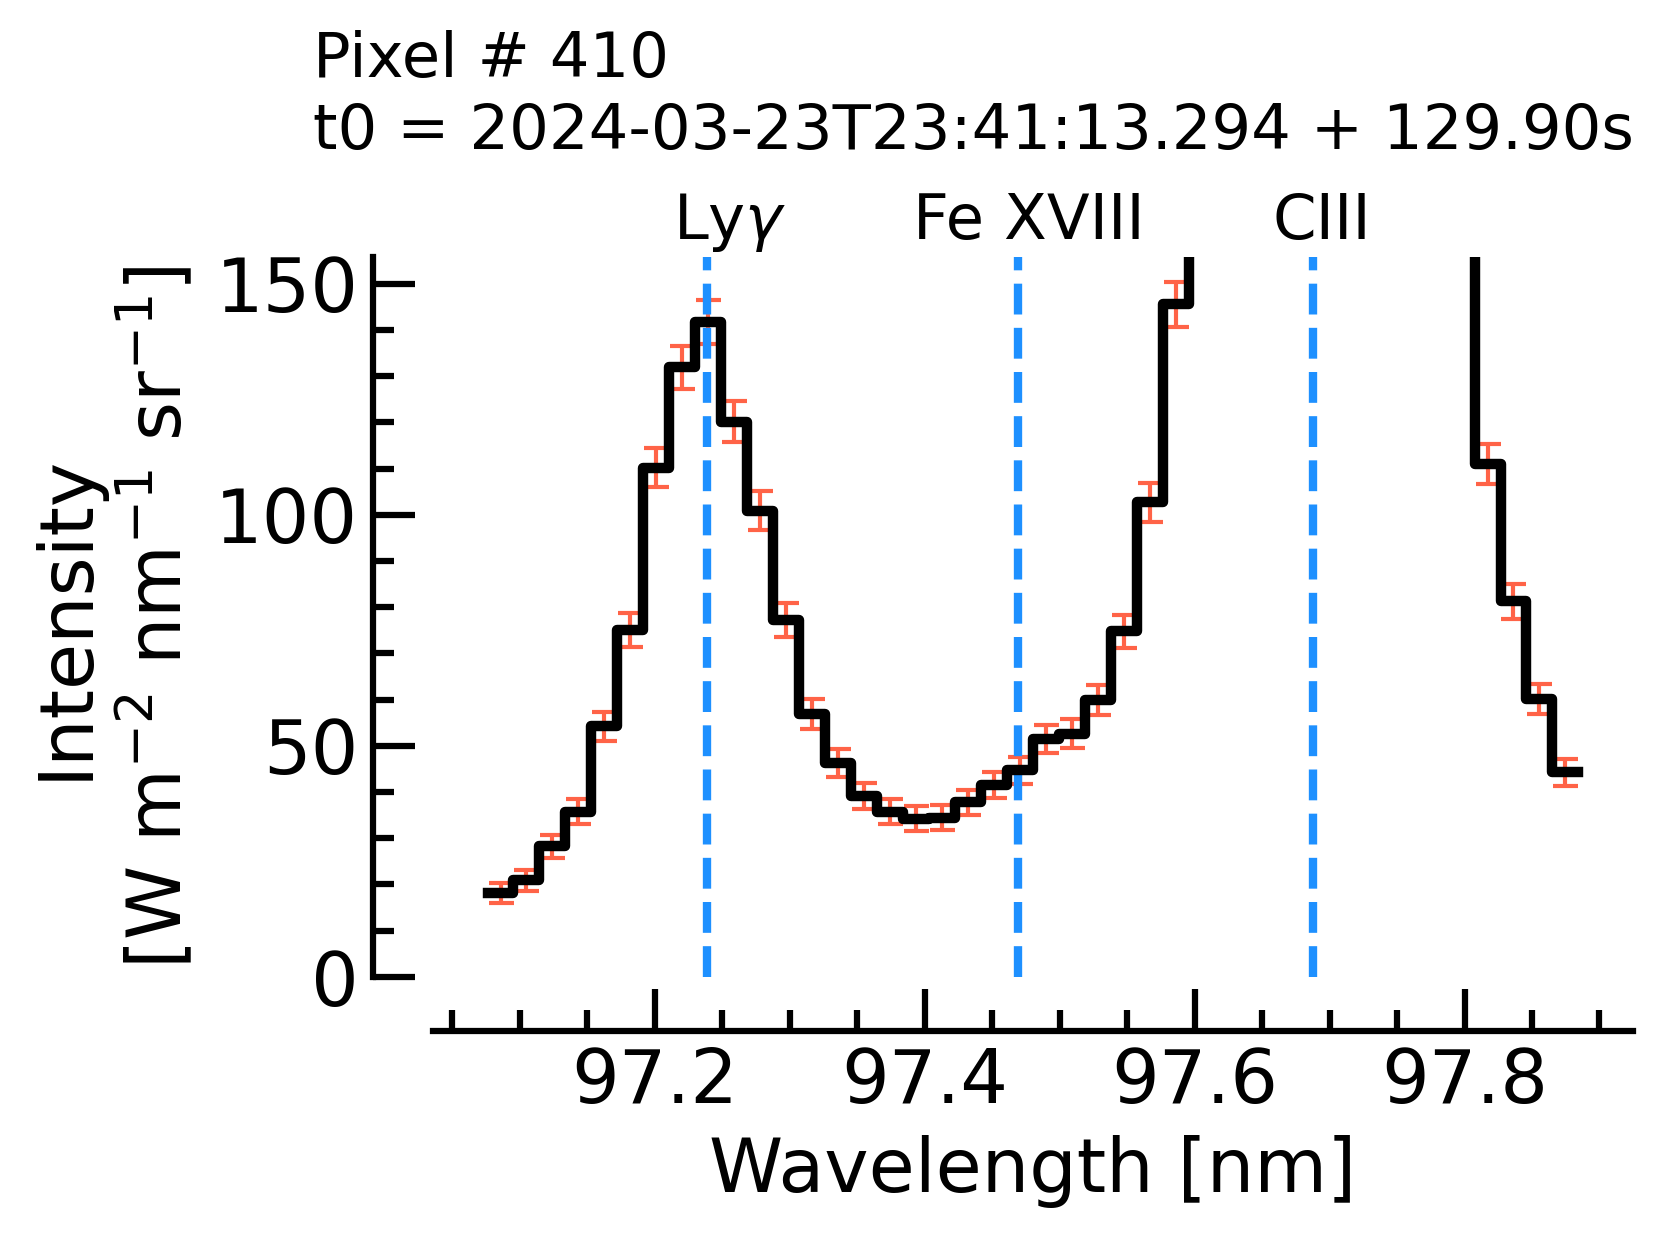 Pixel # 410
t0 = 2024-03-23T23:41:13.294 + 129.90s
Lyγ Fe XVIII CIII
Intensity
[W m⁻² nm⁻¹ sr⁻¹]
150
100
50
0
97.2 97.4 97.6 97.8
Wavelength [nm]